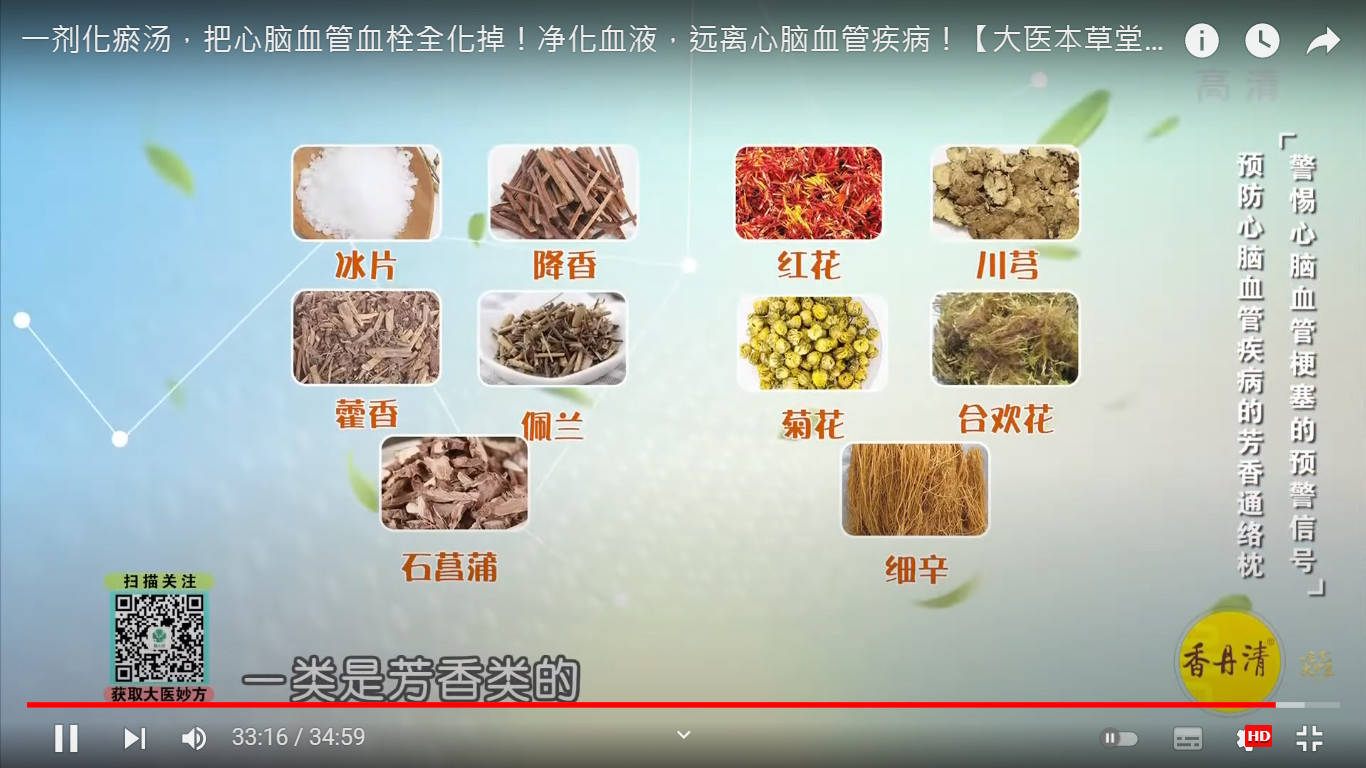 一剂化瘀汤，把心脑血管血栓全化掉！净化血液，远离心脑血管疾病！【大医本草堂...
高清
「警惕心脑血管梗塞的预警信号」
预防心脑血管疾病的芳香通络枕
冰片
降香
红花
川芎
藿香
佩兰
菊花
合欢花
石菖蒲
细辛
扫描关注
获取大医妙方
一类是芳香类的
香丹清®
33:16 / 34:59
HD